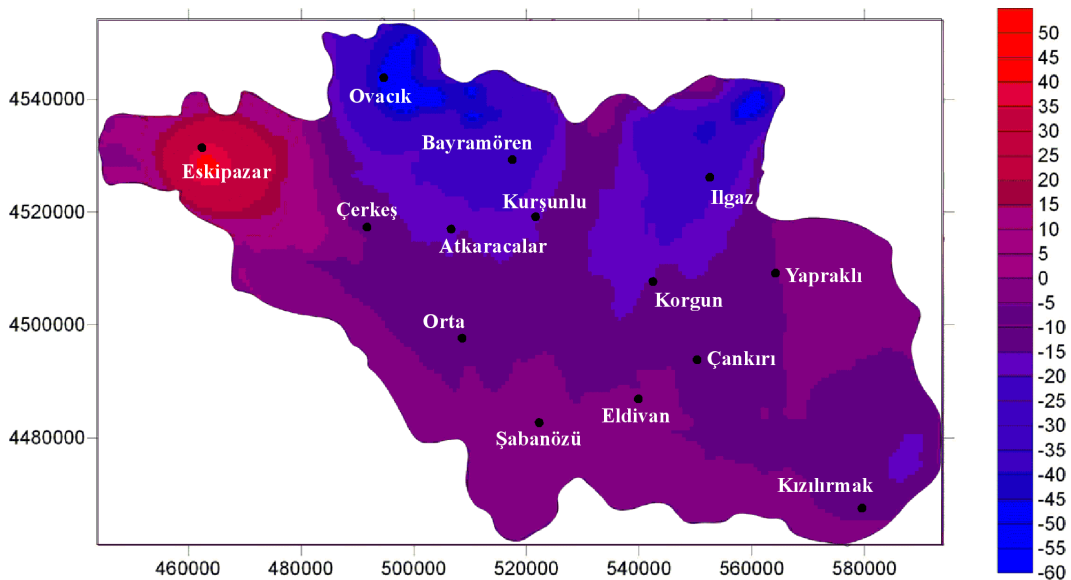 4540000
4520000
4500000
4480000
460000 480000 500000 520000 540000 560000 580000
Ovacık
Bayramören
Eskipazar
Ilgaz
Kurşunlu
Çerkeş
Atkaracalar
Yapraklı
Korgun
Orta
Çankırı
Eldivan
Şabanözü
Kızılırmak
50
45
40
35
30
25
20
15
10
5
0
-5
-10
-15
-20
-25
-30
-35
-40
-45
-50
-55
-60